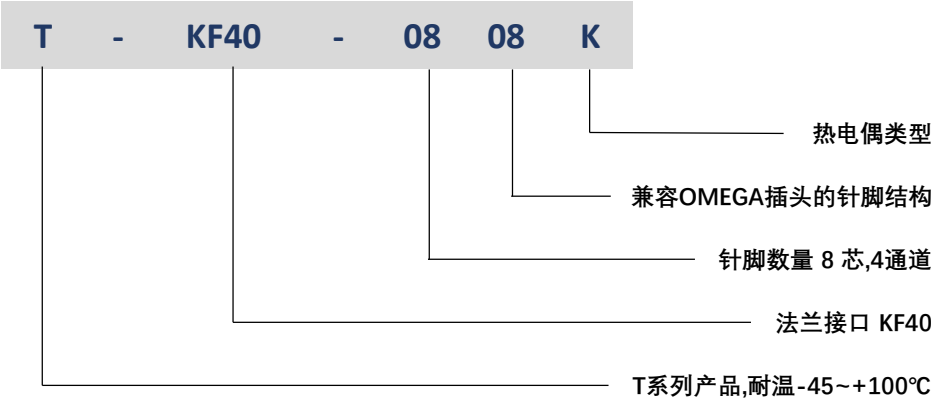 T - KF40 - 08 08 K
热电偶类型
兼容OMEGA插头的针脚结构
针脚数量 8 芯,4通道
法兰接口 KF40
T系列产品,耐温-45~+100℃